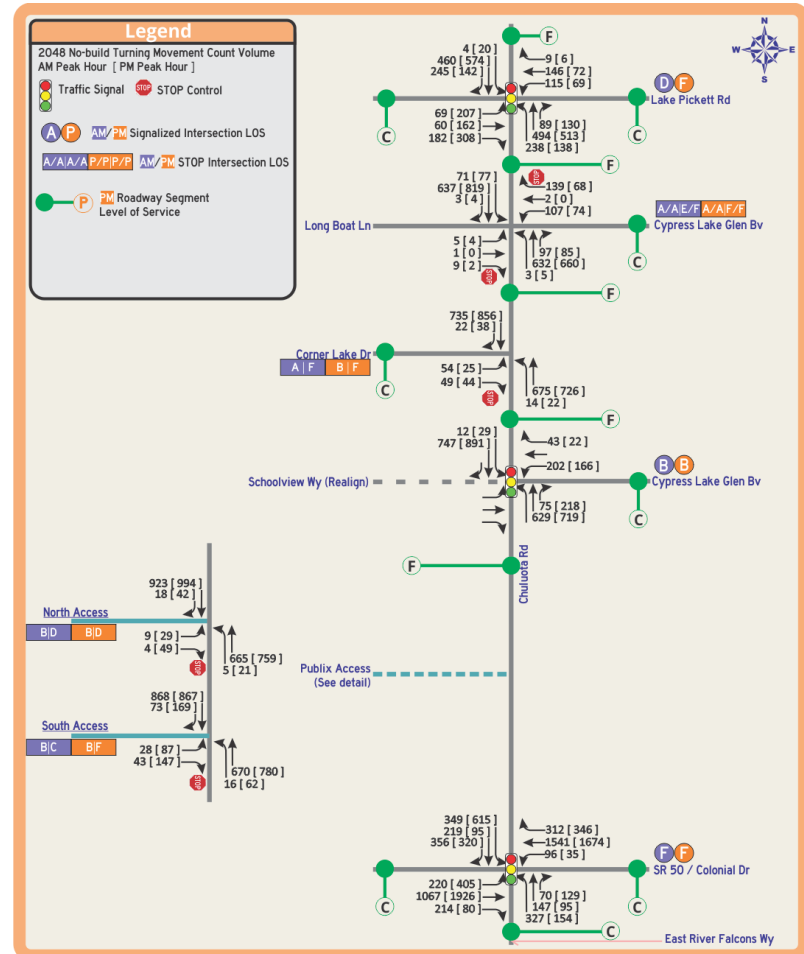 Legend
2048 No-build Turning Movement Count Volume
AM Peak Hour [ PM Peak Hour ]
Traffic Signal STOP STOP Control
A P AM/PM Signalized Intersection LOS
A/A|A/A P/P|P/P AM/PM STOP Intersection LOS
P PM Roadway Segment
Level of Service
N
W E
S
F
4 [ 20 ]
460 [ 574 ]
245 [ 142 ]
9 [ 6 ]
146 [ 72 ]
115 [ 69 ]
D F
Lake Pickett Rd
C
C
69 [ 207 ]
60 [ 162 ]
182 [ 308 ]
89 [ 130 ]
494 [ 513 ]
238 [ 138 ]
F
71 [ 77 ]
637 [ 819 ]
3 [ 4 ]
STOP
139 [ 68 ]
2 [ 0 ]
107 [ 74 ]
A/A|E/F A/A|F/F
Long Boat Ln
Cypress Lake Glen Bv
C
5 [ 4 ]
1 [ 0 ]
9 [ 2 ]
STOP
97 [ 85 ]
632 [ 660 ]
3 [ 5 ]
F
735 [ 856 ]
22 [ 38 ]
Corner Lake Dr
A|F B|F
C
54 [ 25 ]
49 [ 44 ]
STOP
675 [ 726 ]
14 [ 22 ]
F
12 [ 29 ]
747 [ 891 ]
43 [ 22 ]
202 [ 166 ]
B B
Schoolview Wy (Realign)
Cypress Lake Glen Bv
C
75 [ 218 ]
629 [ 719 ]
F
Chuluota Rd
923 [ 994 ]
18 [ 42 ]
North Access
B|D B|D
9 [ 29 ]
4 [ 49 ]
STOP
665 [ 759 ]
5 [ 21 ]
Publix Access
(See detail)
868 [ 867 ]
73 [ 169 ]
South Access
B|C B|F
28 [ 87 ]
43 [ 147 ]
STOP
670 [ 780 ]
16 [ 62 ]
349 [ 615 ]
219 [ 95 ]
356 [ 320 ]
312 [ 346 ]
1541 [ 1674 ]
96 [ 35 ]
F F
SR 50 / Colonial Dr
C
C
220 [ 405 ]
1067 [ 1926 ]
214 [ 80 ]
70 [ 129 ]
147 [ 95 ]
327 [ 154 ]
C
East River Falcons Wy